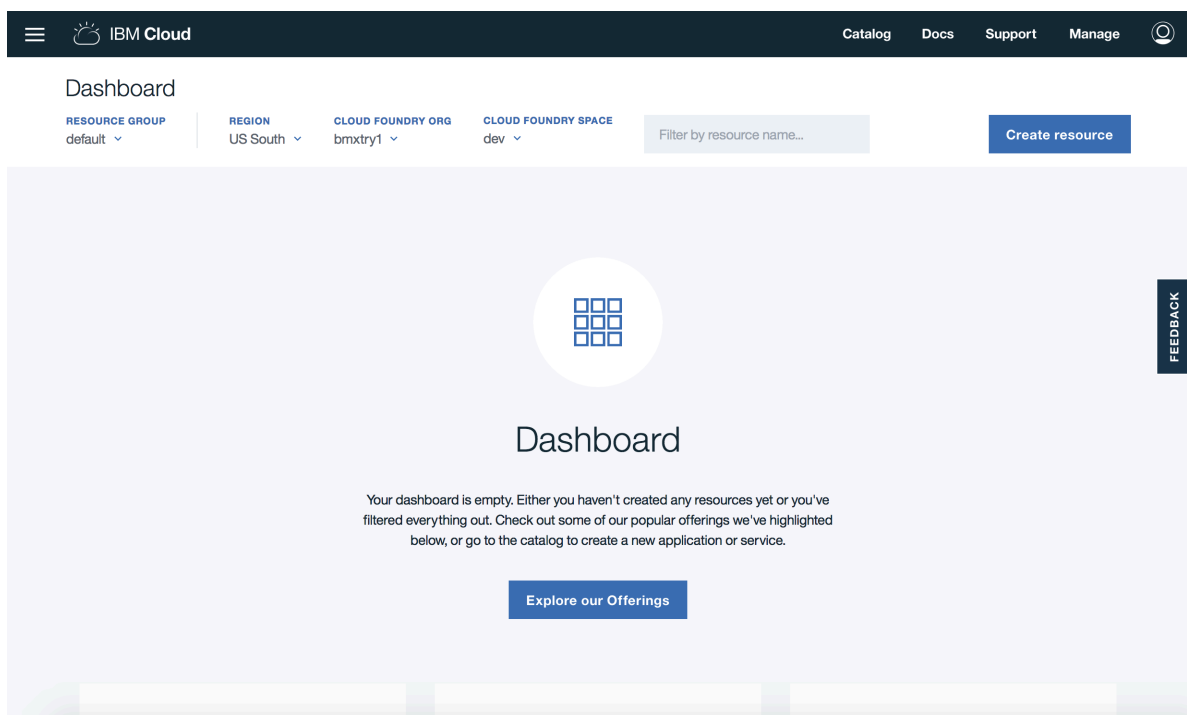 IBM Cloud
Catalog Docs Support Manage
Dashboard
RESOURCE GROUP REGION CLOUD FOUNDRY ORG CLOUD FOUNDRY SPACE
default US South bmxtry1 dev
Filter by resource name...
Create resource
FEEDBACK
Dashboard
Your dashboard is empty. Either you haven't created any resources yet or you've
filtered everything out. Check out some of our popular offerings we've highlighted
below, or go to the catalog to create a new application or service.
Explore our Offerings